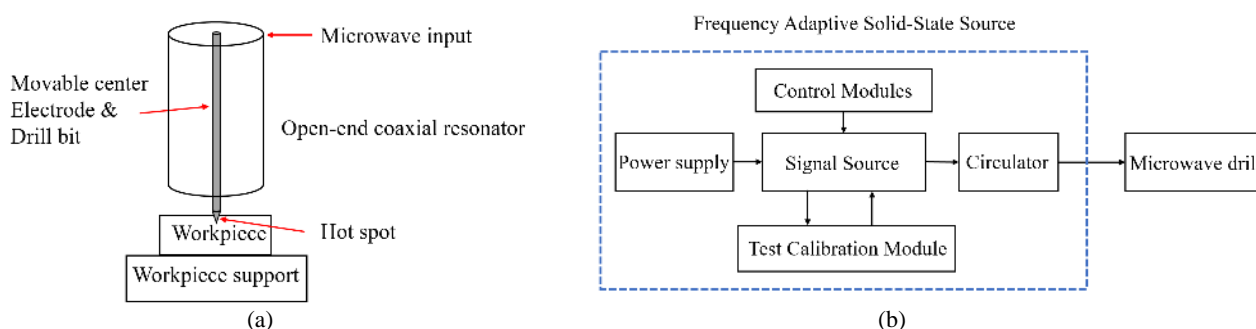 Microwave input
Movable center
Electrode &
Drill bit
Open-end coaxial resonator
Hot spot
Workpiece
Workpiece support
(a)
Frequency Adaptive Solid-State Source
Control Modules
Power supply
Signal Source
Circulator
Microwave drill
Test Calibration Module
(b)